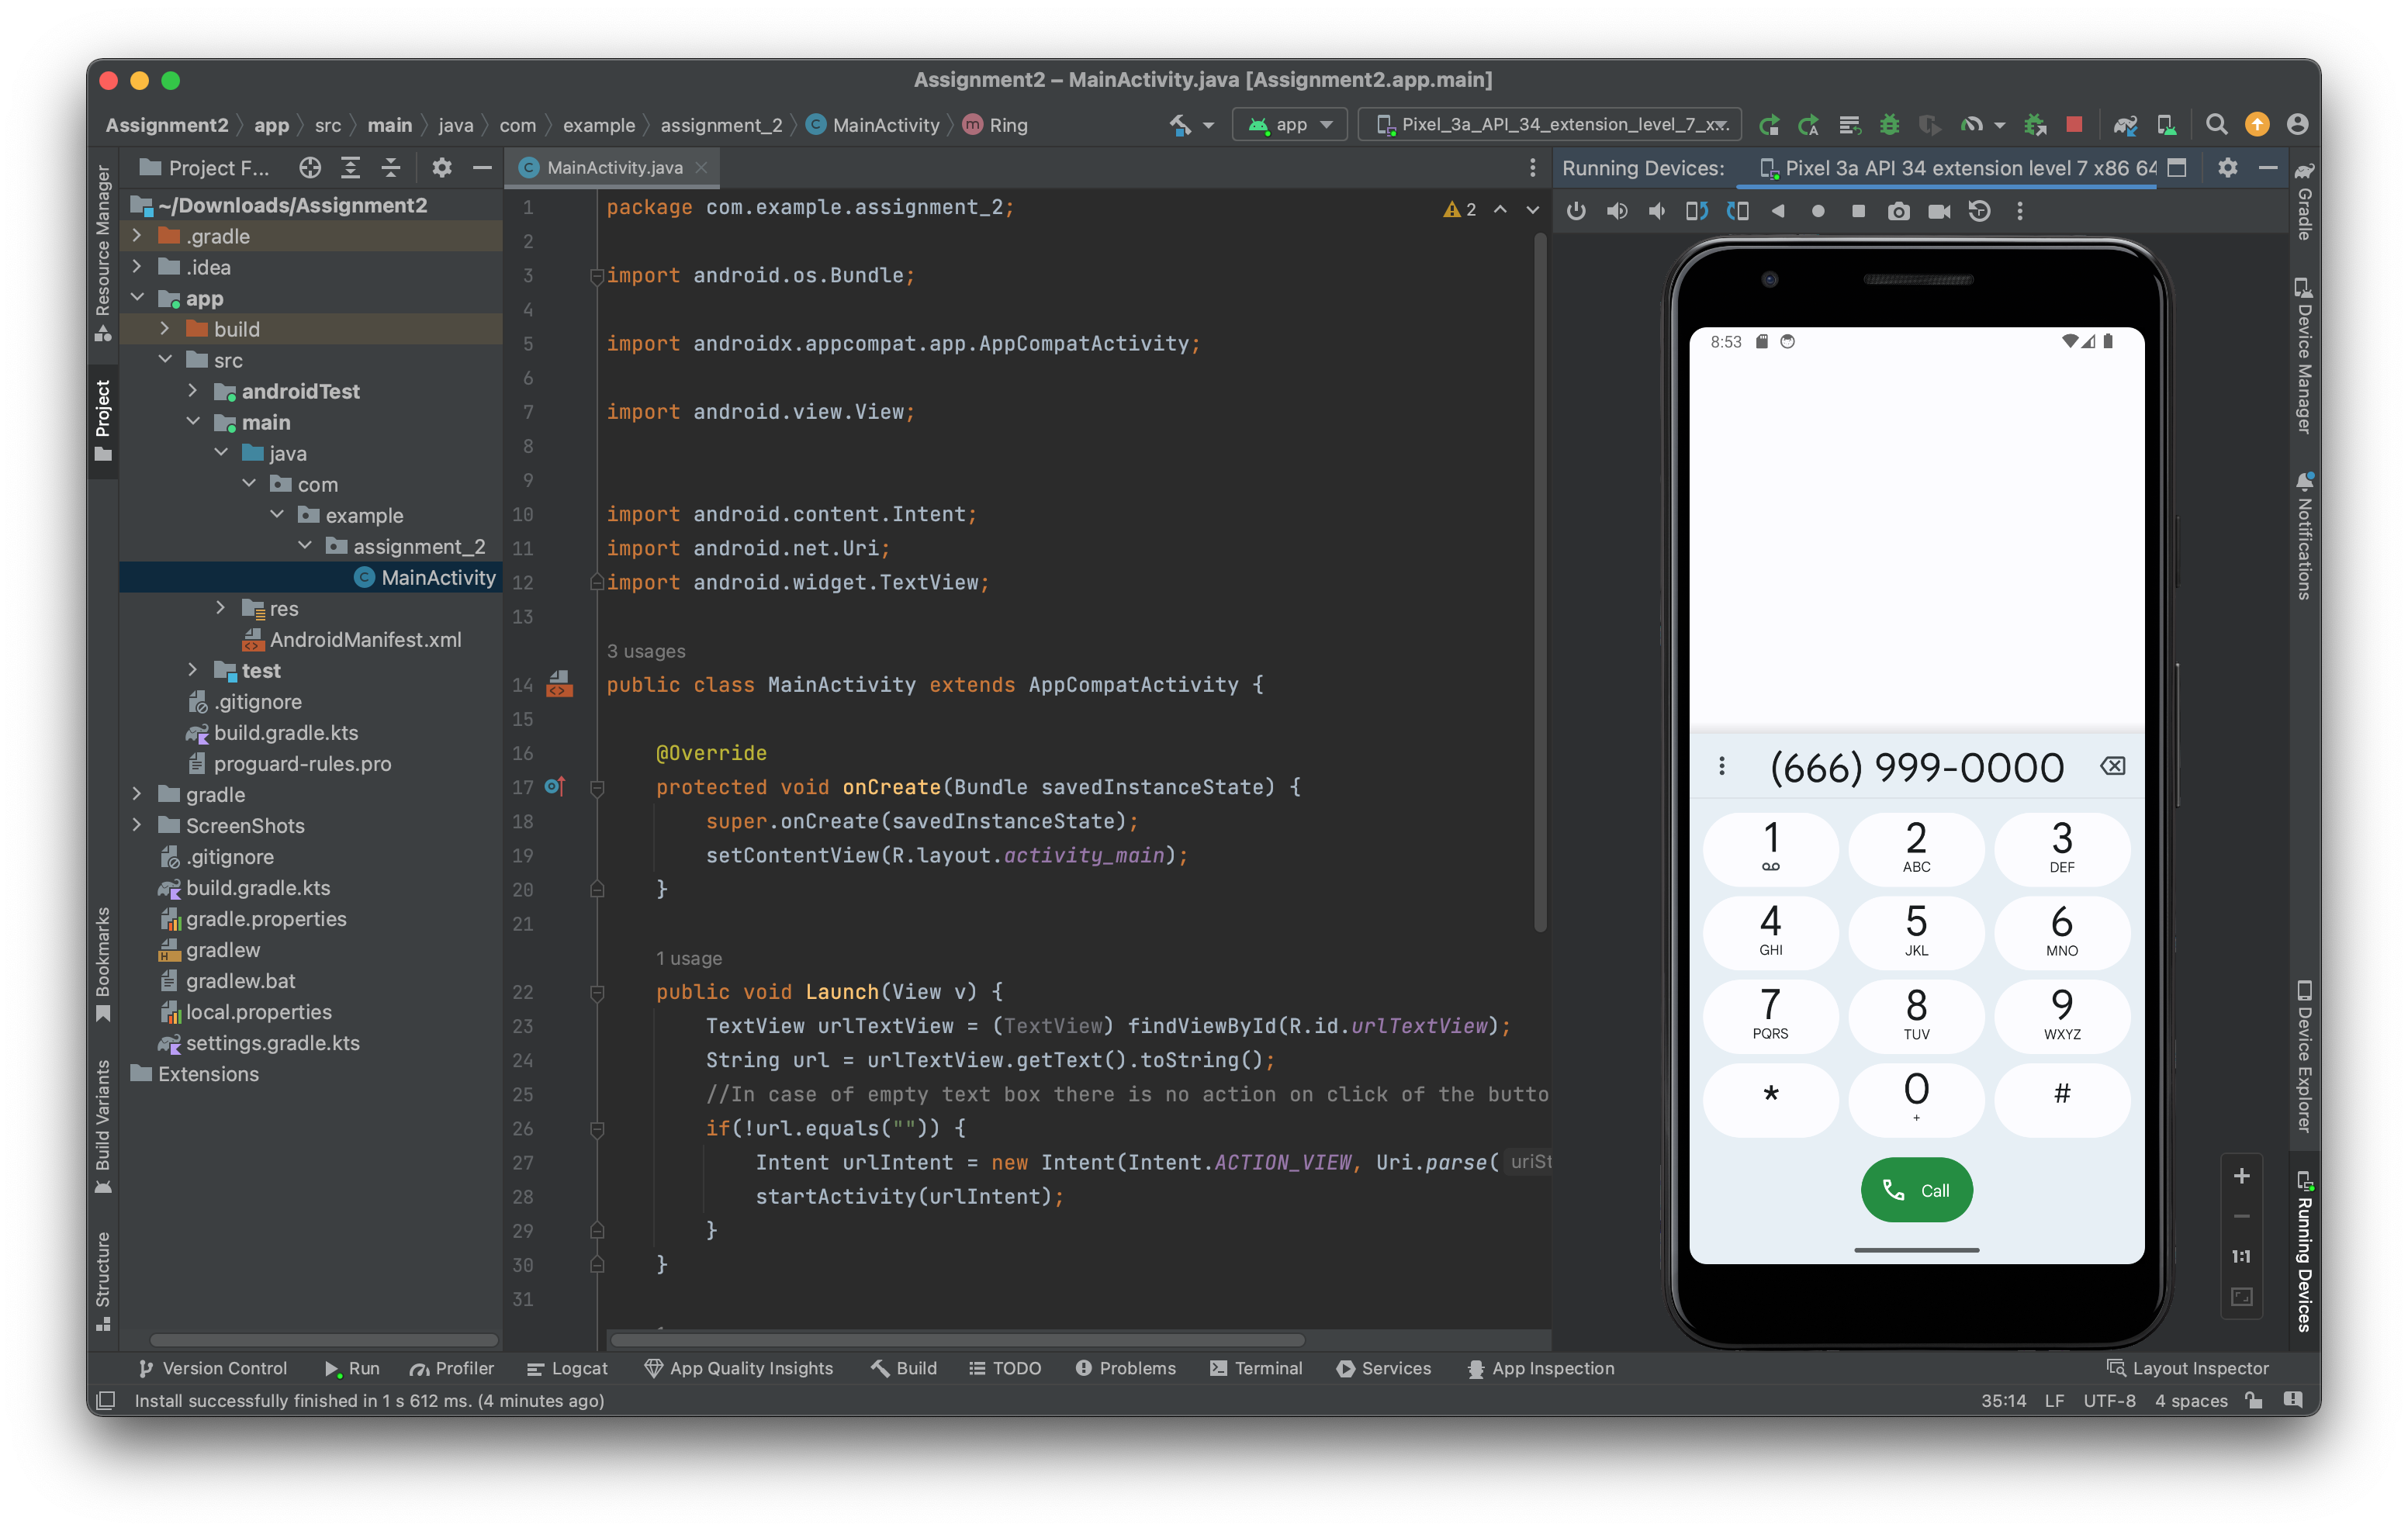 Assignment2 – MainActivity.java [Assignment2.app.main]
Assignment2 app src main java com example assignment_2 MainActivity Ring
app
Pixel_3a_API_34_extension_level_7_x...
Project F...
MainActivity.java
Running Devices: Pixel 3a API 34 extension level 7 x86 64
Resource Manager
Project
Bookmarks
Build Variants
Structure
~/Downloads/Assignment2
.gradle
.idea
app
build
src
androidTest
main
java
com
example
assignment_2
MainActivity
res
AndroidManifest.xml
test
.gitignore
build.gradle.kts
proguard-rules.pro
gradle
ScreenShots
.gitignore
build.gradle.kts
gradle.properties
gradlew
gradlew.bat
local.properties
settings.gradle.kts
Extensions
2
1 package com.example.assignment_2;
2
3 import android.os.Bundle;
4
5 import androidx.appcompat.app.AppCompatActivity;
6
7 import android.view.View;
8
9
10 import android.content.Intent;
11 import android.net.Uri;
12 import android.widget.TextView;
13
3 usages
14 public class MainActivity extends AppCompatActivity {
15
16 @Override
17 protected void onCreate(Bundle savedInstanceState) {
18 super.onCreate(savedInstanceState);
19 setContentView(R.layout.activity_main);
20 }
21
1 usage
22 public void Launch(View v) {
23 TextView urlTextView = (TextView) findViewById(R.id.urlTextView);
24 String url = urlTextView.getText().toString();
25 //In case of empty text box there is no action on click of the butto
26 if(!url.equals("")) {
27 Intent urlIntent = new Intent(Intent.ACTION_VIEW, Uri.parse( uriSt
28 startActivity(urlIntent);
29 }
30 }
31
8:53
(666) 999-0000
1
2 ABC
3 DEF
4 GHI
5 JKL
6 MNO
7 PQRS
8 TUV
9 WXYZ
*
0 +
#
Call
1:1
Gradle
Device Manager
Notifications
Device Explorer
Running Devices
Version Control Run Profiler Logcat App Quality Insights Build TODO Problems Terminal Services App Inspection Layout Inspector
Install successfully finished in 1 s 612 ms. (4 minutes ago)
35:14 LF UTF-8 4 spaces